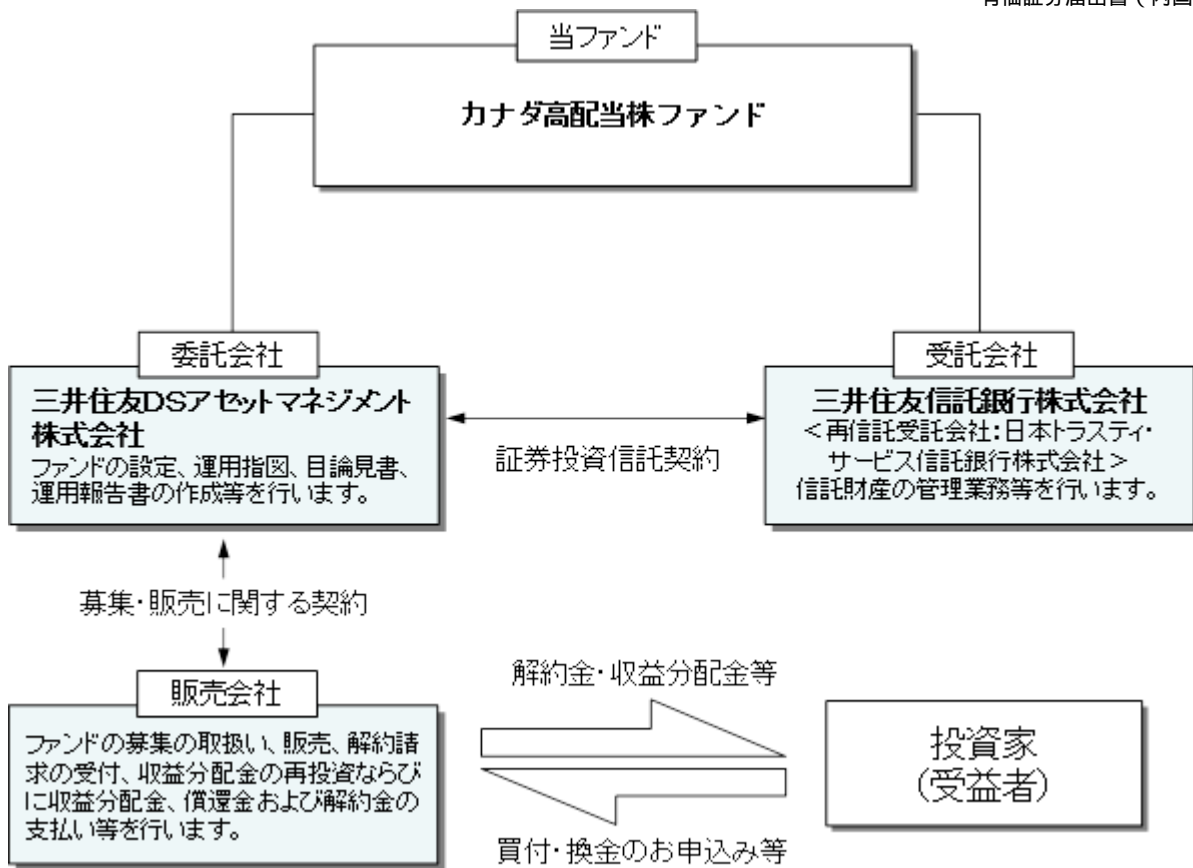 当ファンド
カナダ高配当株ファンド
委託会社
三井住友DSアセットマネジメント
株式会社
ファンドの設定、運用指図、目論見書、
運用報告書の作成等を行います。
証券投資信託契約
受託会社
三井住友信託銀行株式会社
<再信託受託会社:日本トラスティ・
サービス信託銀行株式会社>
信託財産の管理業務等を行います。
募集・販売に関する契約
販売会社
ファンドの募集の取扱い、販売、解約請
求の受付、収益分配金の再投資ならび
に収益分配金、償還金および解約金の
支払い等を行います。
解約金・収益分配金等
買付・換金のお申込み等
投資家
(受益者)